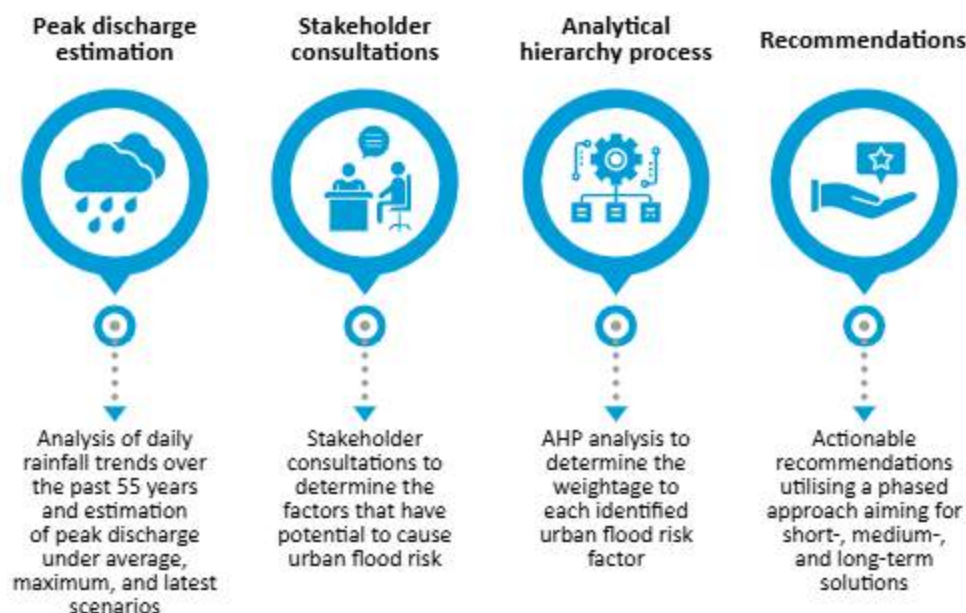 Peak discharge
estimation
Analysis of daily
rainfall trends over
the past 55 years
and estimation
of peak discharge
under average,
maximum, and latest
scenarios
Stakeholder
consultations
Stakeholder
consultations to
determine the
factors that have
potential to cause
urban flood risk
Analytical
hierarchy process
AHP analysis to
determine the
weightage to
each identified
urban flood risk
factor
Recommendations
Actionable
recommendations
utilising a phased
approach aiming for
short-, medium-,
and long-term
solutions